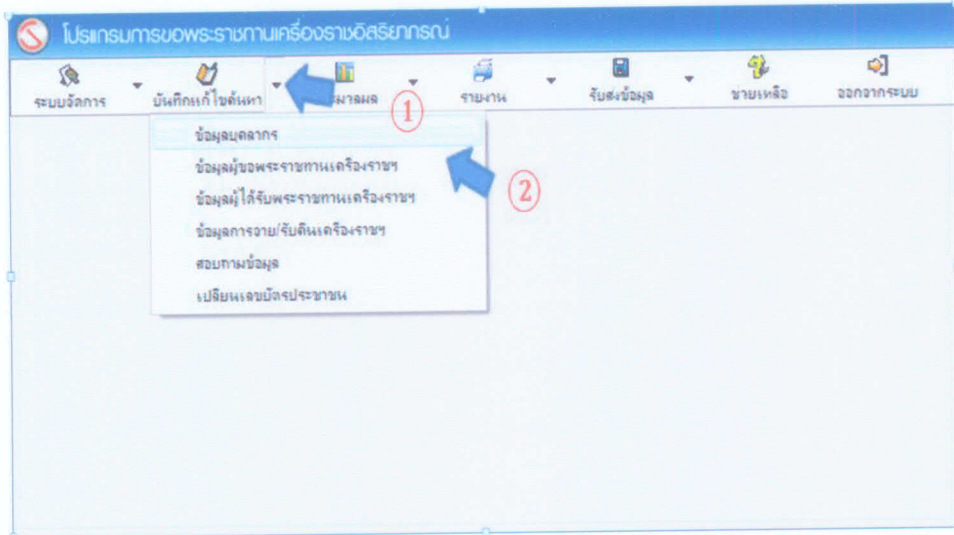 โปรแกรมการขอพระราชทานเครื่องราชอิสริยาภรณ์
ระบบจัดการ บันทึกแก้ไขค้นหา ะมวลผล รายงาน รับส่งข้อมูล ช่วยเหลือ ออกจากระบบ
1
ข้อมูลบุคลากร
ข้อมูลผู้ขอพระราชทานเครื่องราชฯ
2
ข้อมูลผู้ได้รับพระราชทานเครื่องราชฯ
ข้อมูลการจ่าย/รับคืนเครื่องราชฯ
สอบถามข้อมูล
เปลี่ยนเลขบัตรประชาชน